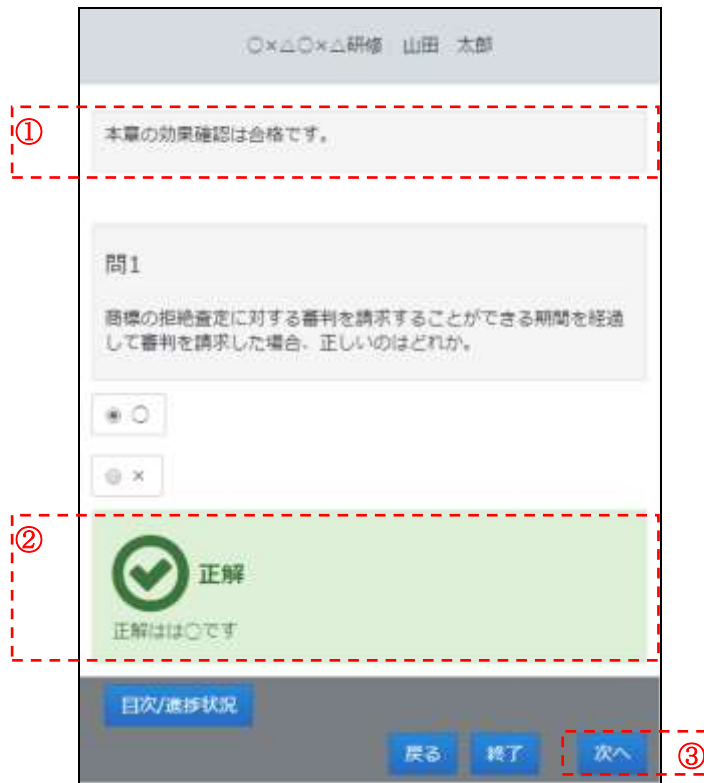 ○×△○×△研修 山田 太郎
①
本章の効果確認は合格です。
問1
商標の拒絶査定に対する審判を請求することができる期間を経過
して審判を請求した場合、正しいのはどれか。
○
×
②
正解
正解はは○です
目次/進捗状況
戻る 終了 次へ ③